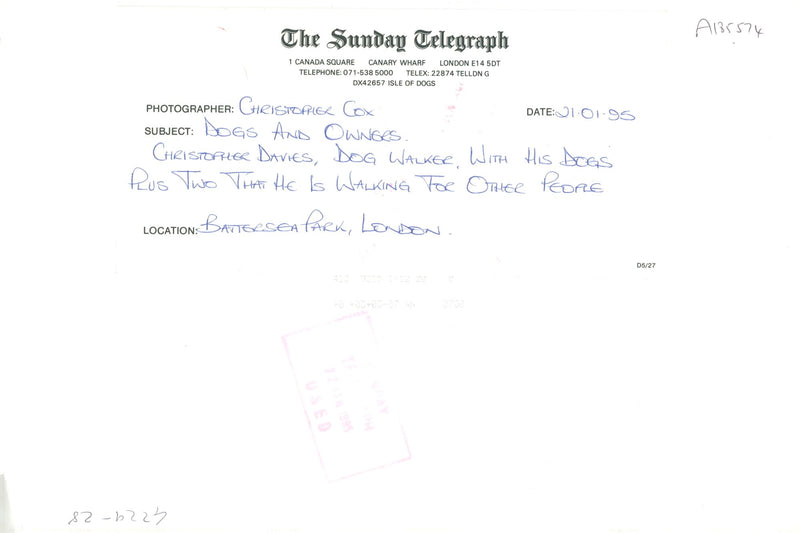 The Sunday Telegraph
A135574
1 CANADA SQUARE CANARY WHARF LONDON E14 5DT
TELEPHONE: 071-538 5000 TELEX: 22874 TELLDN G
DX42657 ISLE OF DOGS
PHOTOGRAPHER: CHRISTOPHER COX DATE: 21.01.95
SUBJECT: DOGS AND OWNERS.
CHRISTOPHER DAVIES, DOG WALKER, WITH HIS DOGS
PLUS TWO THAT HE IS WALKING FOR OTHER PEOPLE
LOCATION: BATTERSEA PARK, LONDON.
D5/27
USED